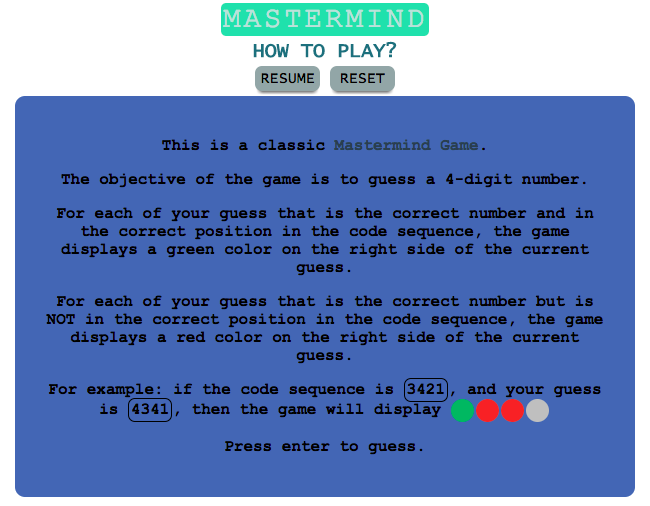 MASTERMIND
HOW TO PLAY?
RESUME RESET
This is a classic Mastermind Game.
The objective of the game is to guess a 4-digit number.
For each of your guess that is the correct number and in
the correct position in the code sequence, the game
displays a green color on the right side of the current
guess.
For each of your guess that is the correct number but is
NOT in the correct position in the code sequence, the game
displays a red color on the right side of the current
guess.
For example: if the code sequence is 3421, and your guess
is 4341, then the game will display
Press enter to guess.